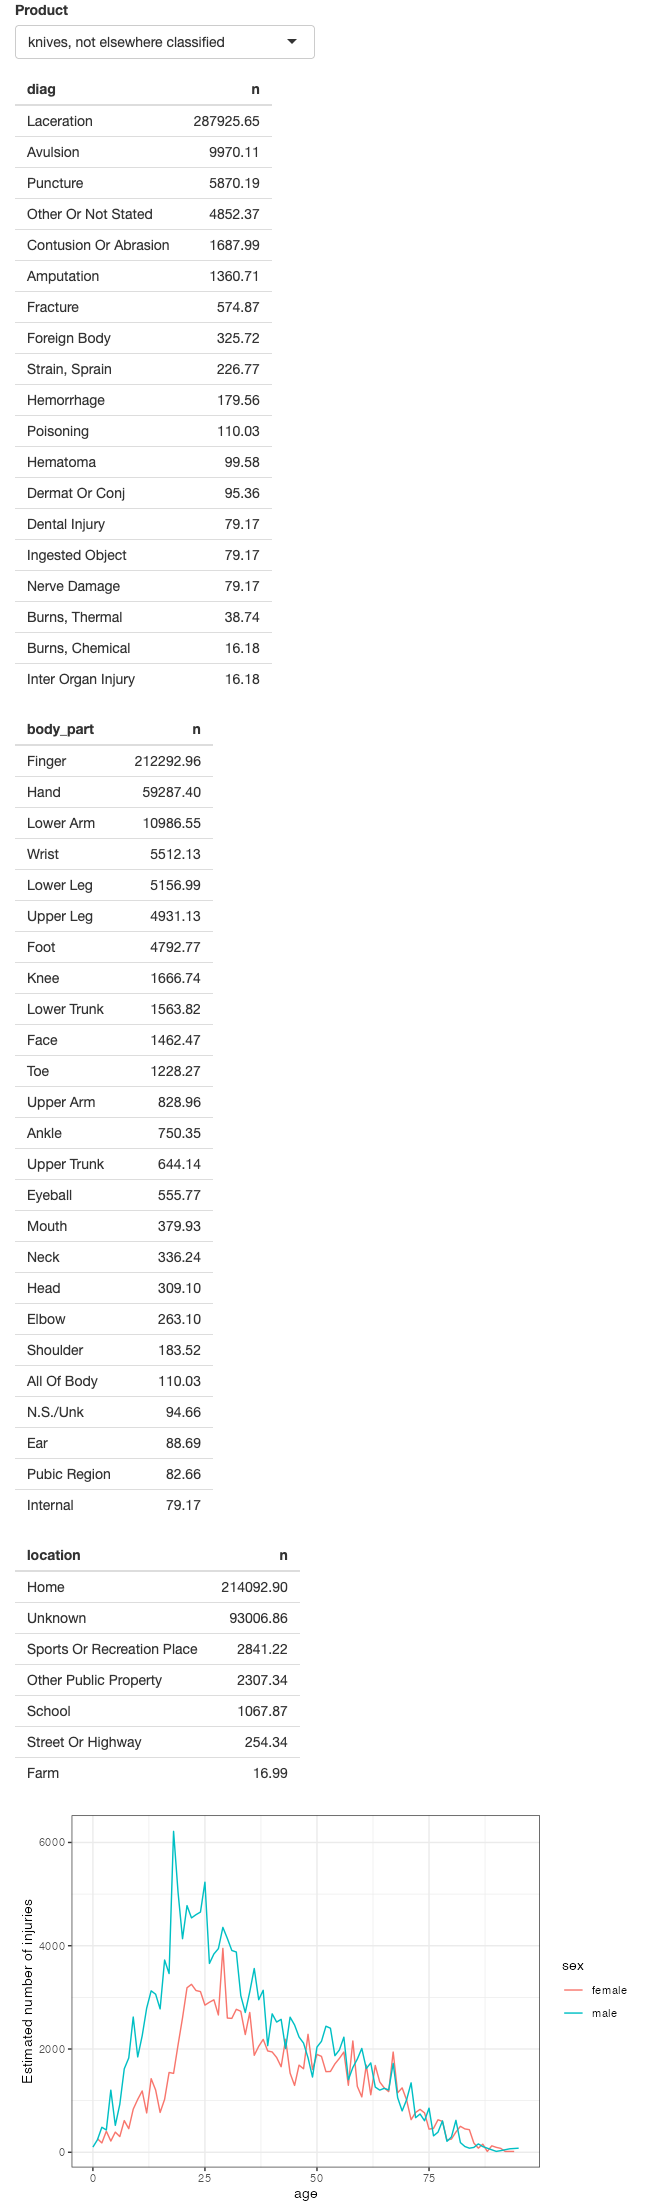 Product
knives, not elsewhere classified
diag n
Laceration 287925.65
Avulsion 9970.11
Puncture 5870.19
Other Or Not Stated 4852.37
Contusion Or Abrasion 1687.99
Amputation 1360.71
Fracture 574.87
Foreign Body 325.72
Strain, Sprain 226.77
Hemorrhage 179.56
Poisoning 110.03
Hematoma 99.58
Dermat Or Conj 95.36
Dental Injury 79.17
Ingested Object 79.17
Nerve Damage 79.17
Burns, Thermal 38.74
Burns, Chemical 16.18
Inter Organ Injury 16.18
body_part n
Finger 212292.96
Hand 59287.40
Lower Arm 10986.55
Wrist 5512.13
Lower Leg 5156.99
Upper Leg 4931.13
Foot 4792.77
Knee 1666.74
Lower Trunk 1563.82
Face 1462.47
Toe 1228.27
Upper Arm 828.96
Ankle 750.35
Upper Trunk 644.14
Eyeball 555.77
Mouth 379.93
Neck 336.24
Head 309.10
Elbow 263.10
Shoulder 183.52
All Of Body 110.03
N.S./Unk 94.66
Ear 88.69
Pubic Region 82.66
Internal 79.17
location n
Home 214092.90
Unknown 93006.86
Sports Or Recreation Place 2841.22
Other Public Property 2307.34
School 1067.87
Street Or Highway 254.34
Farm 16.99
Estimated number of injuries
6000
4000
2000
0
0 25 50 75
age
sex
female
male